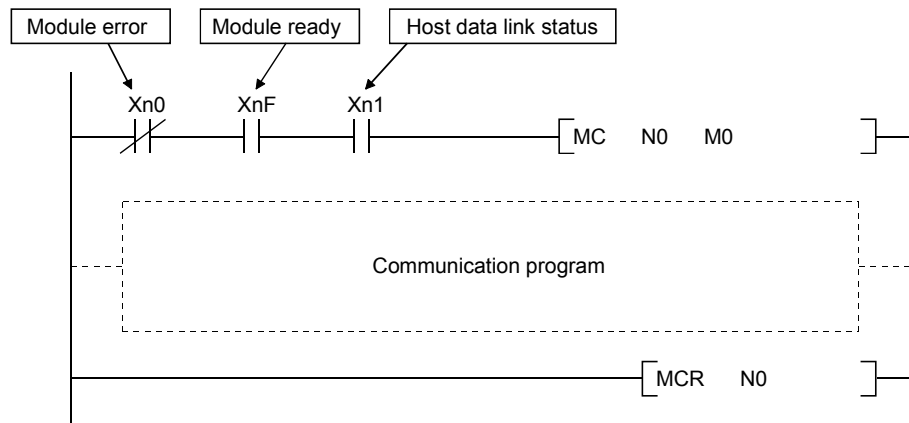 Module error Module ready Host data link status
Xn0 XnF Xn1
MC N0 M0
Communication program
MCR N0